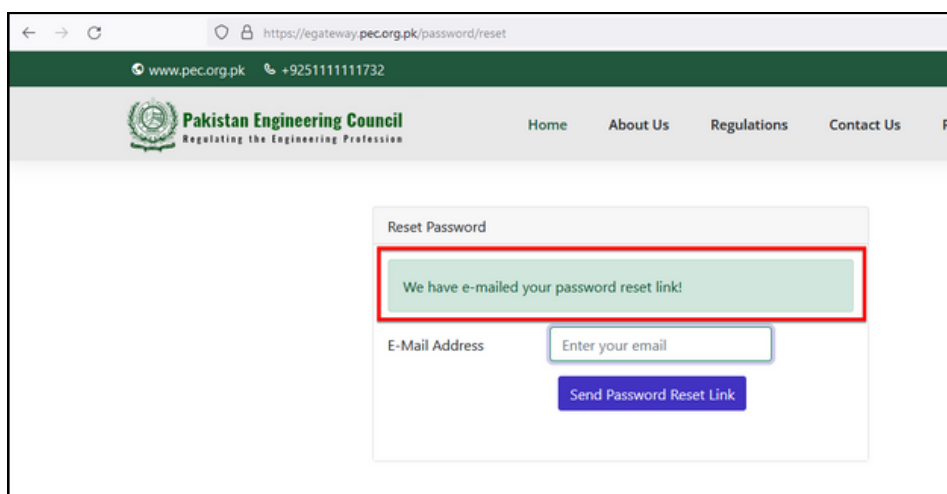 https://egateway.pec.org.pk/password/reset
www.pec.org.pk +9251111111732
Pakistan Engineering Council
Regulating the Engineering Profession
Home About Us Regulations Contact Us
Reset Password
We have e-mailed your password reset link!
E-Mail Address Enter your email
Send Password Reset Link